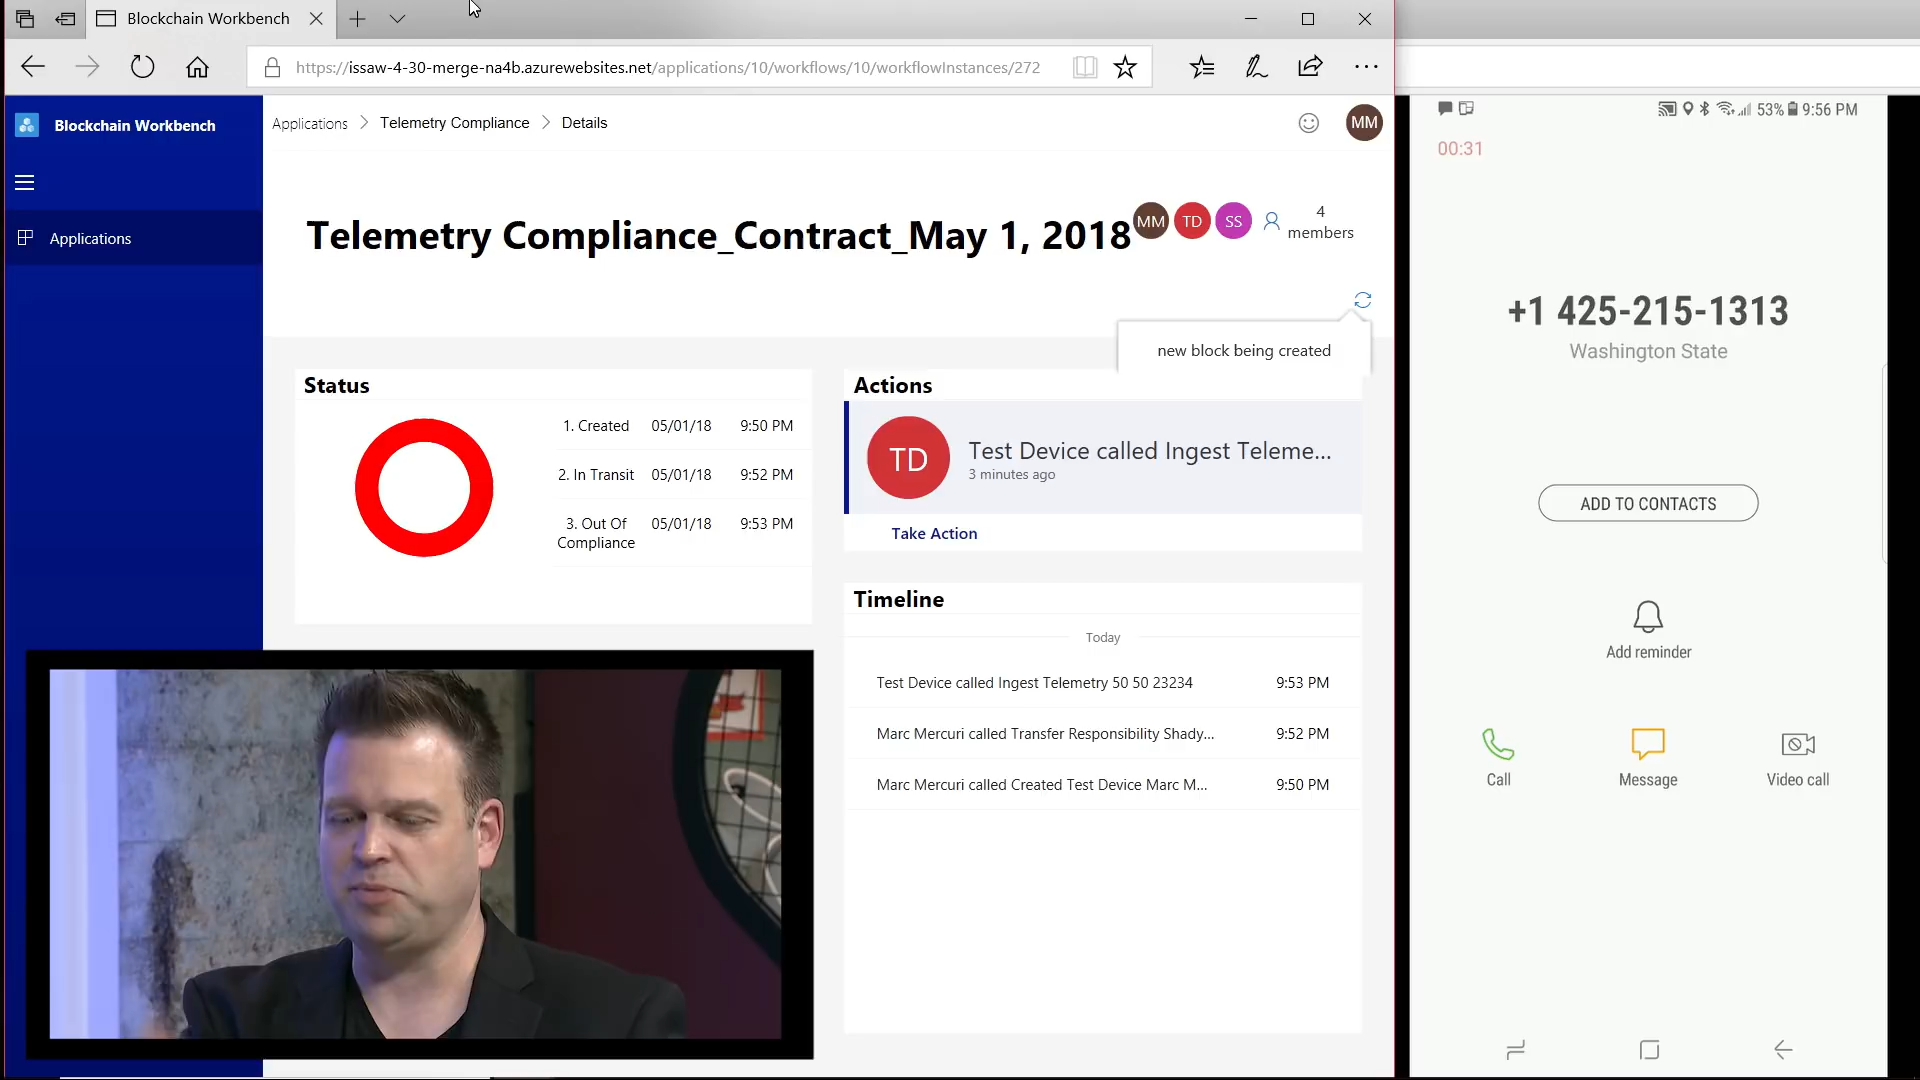 Blockchain Workbench
https://issaw-4-30-merge-na4b.azurewebsites.net/applications/10/workflows/10/workflowInstances/272
Blockchain Workbench
Applications
Applications > Telemetry Compliance > Details
MM
Telemetry Compliance_Contract_May 1, 2018
MM TD SS
4
members
new block being created
Status
1. Created 05/01/18 9:50 PM
2. In Transit 05/01/18 9:52 PM
3. Out Of
Compliance 05/01/18 9:53 PM
Actions
TD
Test Device called Ingest Teleme...
3 minutes ago
Take Action
Timeline
Today
Test Device called Ingest Telemetry 50 50 23234 9:53 PM
Marc Mercuri called Transfer Responsibility Shady... 9:52 PM
Marc Mercuri called Created Test Device Marc M... 9:50 PM
53% 9:56 PM
00:31
+1 425-215-1313
Washington State
ADD TO CONTACTS
Add reminder
Call
Message
Video call